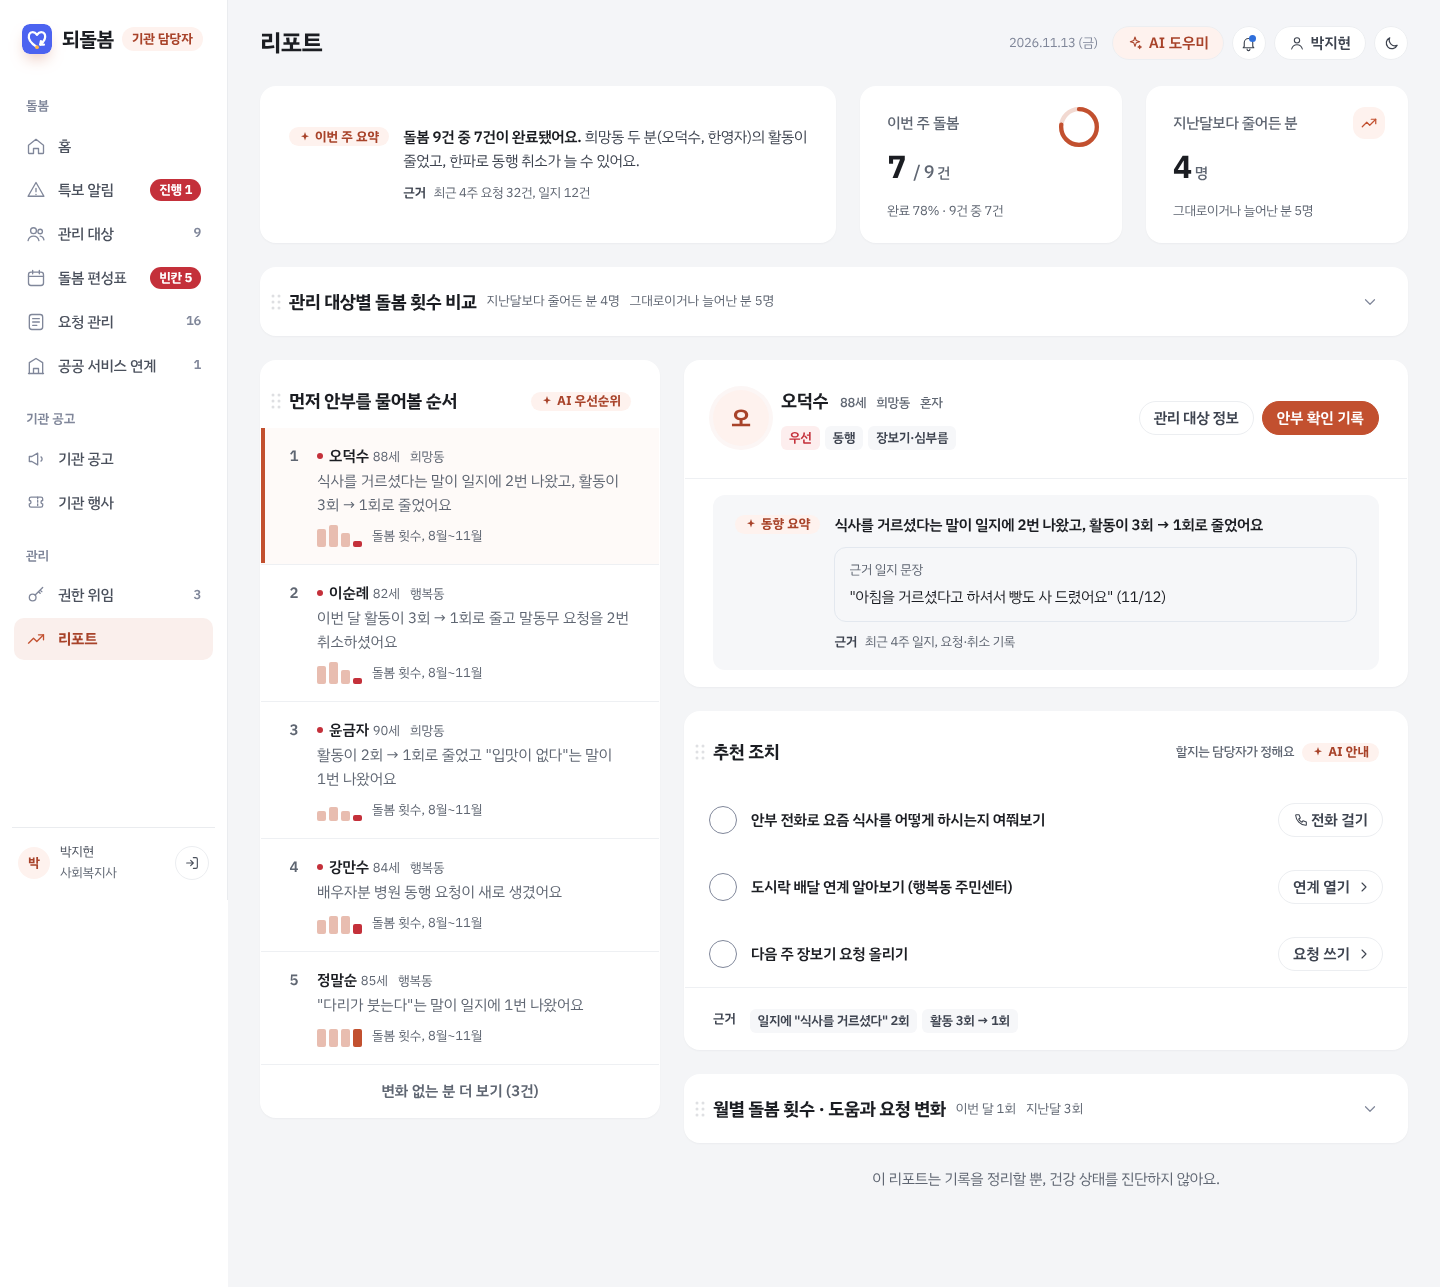 되돌봄 기관 담당자
돌봄
홈
특보 알림 진행 1
관리 대상 9
돌봄 편성표 빈칸 5
요청 관리 16
공공 서비스 연계 1
기관 공고
기관 공고
기관 행사
관리
권한 위임 3
리포트
박 박지현
사회복지사
리포트
2026.11.13 (금) AI 도우미 박지현
이번 주 요약
돌봄 9건 중 7건이 완료됐어요. 희망동 두 분(오덕수, 한영자)의 활동이
줄었고, 한파로 동행 취소가 늘 수 있어요.
근거 최근 4주 요청 32건, 일지 12건
이번 주 돌봄
7 / 9 건
완료 78% · 9건 중 7건
지난달보다 줄어든 분
4 명
그대로이거나 늘어난 분 5명
관리 대상별 돌봄 횟수 비교 지난달보다 줄어든 분 4명 그대로이거나 늘어난 분 5명
먼저 안부를 물어볼 순서 AI 우선순위
1 오덕수 88세 희망동
식사를 거르셨다는 말이 일지에 2번 나왔고, 활동이
3회 → 1회로 줄었어요
돌봄 횟수, 8월~11월
2 이순례 82세 행복동
이번 달 활동이 3회 → 1회로 줄고 말동무 요청을 2번
취소하셨어요
돌봄 횟수, 8월~11월
3 윤금자 90세 희망동
활동이 2회 → 1회로 줄었고 "입맛이 없다"는 말이
1번 나왔어요
돌봄 횟수, 8월~11월
4 강만수 84세 행복동
배우자분 병원 동행 요청이 새로 생겼어요
돌봄 횟수, 8월~11월
5 정말순 85세 행복동
"다리가 붓는다"는 말이 일지에 1번 나왔어요
돌봄 횟수, 8월~11월
변화 없는 분 더 보기 (3건)
오 오덕수 88세 희망동 혼자
우선 동행 장보기·심부름
관리 대상 정보 안부 확인 기록
동향 요약 식사를 거르셨다는 말이 일지에 2번 나왔고, 활동이 3회 → 1회로 줄었어요
근거 일지 문장
"아침을 거르셨다고 하셔서 빵도 사 드렸어요" (11/12)
근거 최근 4주 일지, 요청·취소 기록
추천 조치 할지는 담당자가 정해요 AI 안내
안부 전화로 요즘 식사를 어떻게 하시는지 여쭤보기 전화 걸기
도시락 배달 연계 알아보기 (행복동 주민센터) 연계 열기
다음 주 장보기 요청 올리기 요청 쓰기
근거 일지에 "식사를 거르셨다" 2회 활동 3회 → 1회
월별 돌봄 횟수 · 도움과 요청 변화 이번 달 1회 지난달 3회
이 리포트는 기록을 정리할 뿐, 건강 상태를 진단하지 않아요.